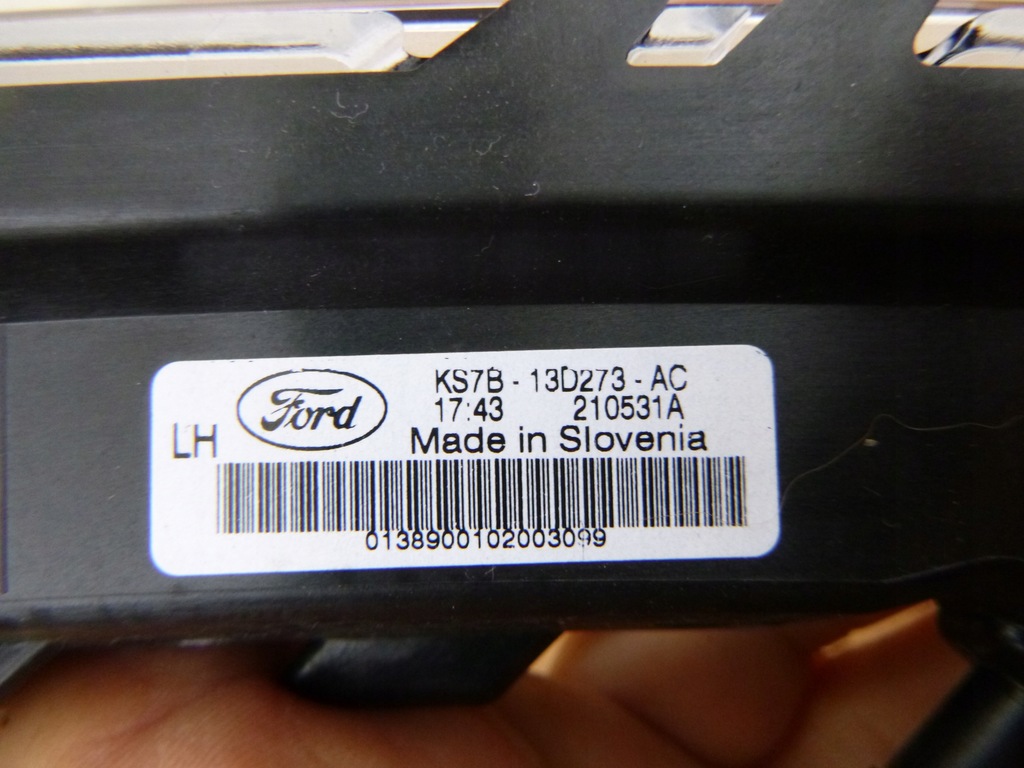 LH Ford
KS7B - 13D273 - AC
17:43 210531A
Made in Slovenia
0138900102003099